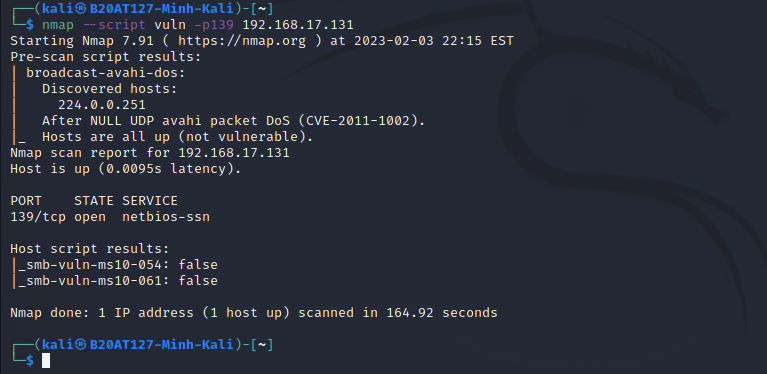 ┌──(kali㉿B20AT127-Minh-Kali)-[~]
└─$ nmap --script vuln -p139 192.168.17.131
Starting Nmap 7.91 ( https://nmap.org ) at 2023-02-03 22:15 EST
Pre-scan script results:
| broadcast-avahi-dos:
|   Discovered hosts:
|     224.0.0.251
|   After NULL UDP avahi packet DoS (CVE-2011-1002).
|_  Hosts are all up (not vulnerable).
Nmap scan report for 192.168.17.131
Host is up (0.0095s latency).

PORT    STATE SERVICE
139/tcp open  netbios-ssn

Host script results:
|_smb-vuln-ms10-054: false
|_smb-vuln-ms10-061: false

Nmap done: 1 IP address (1 host up) scanned in 164.92 seconds

┌──(kali㉿B20AT127-Minh-Kali)-[~]
└─$